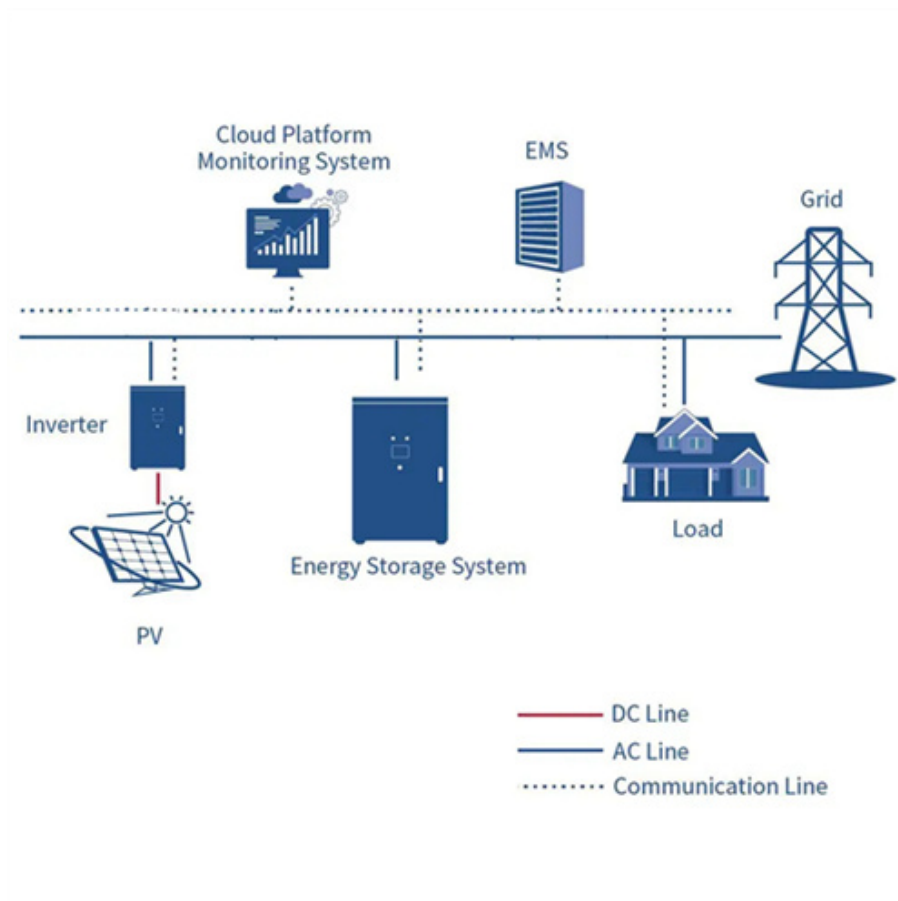 Cloud Platform
Monitoring System
EMS
Grid
Inverter
Load
Energy Storage System
PV
DC Line
AC Line
Communication Line